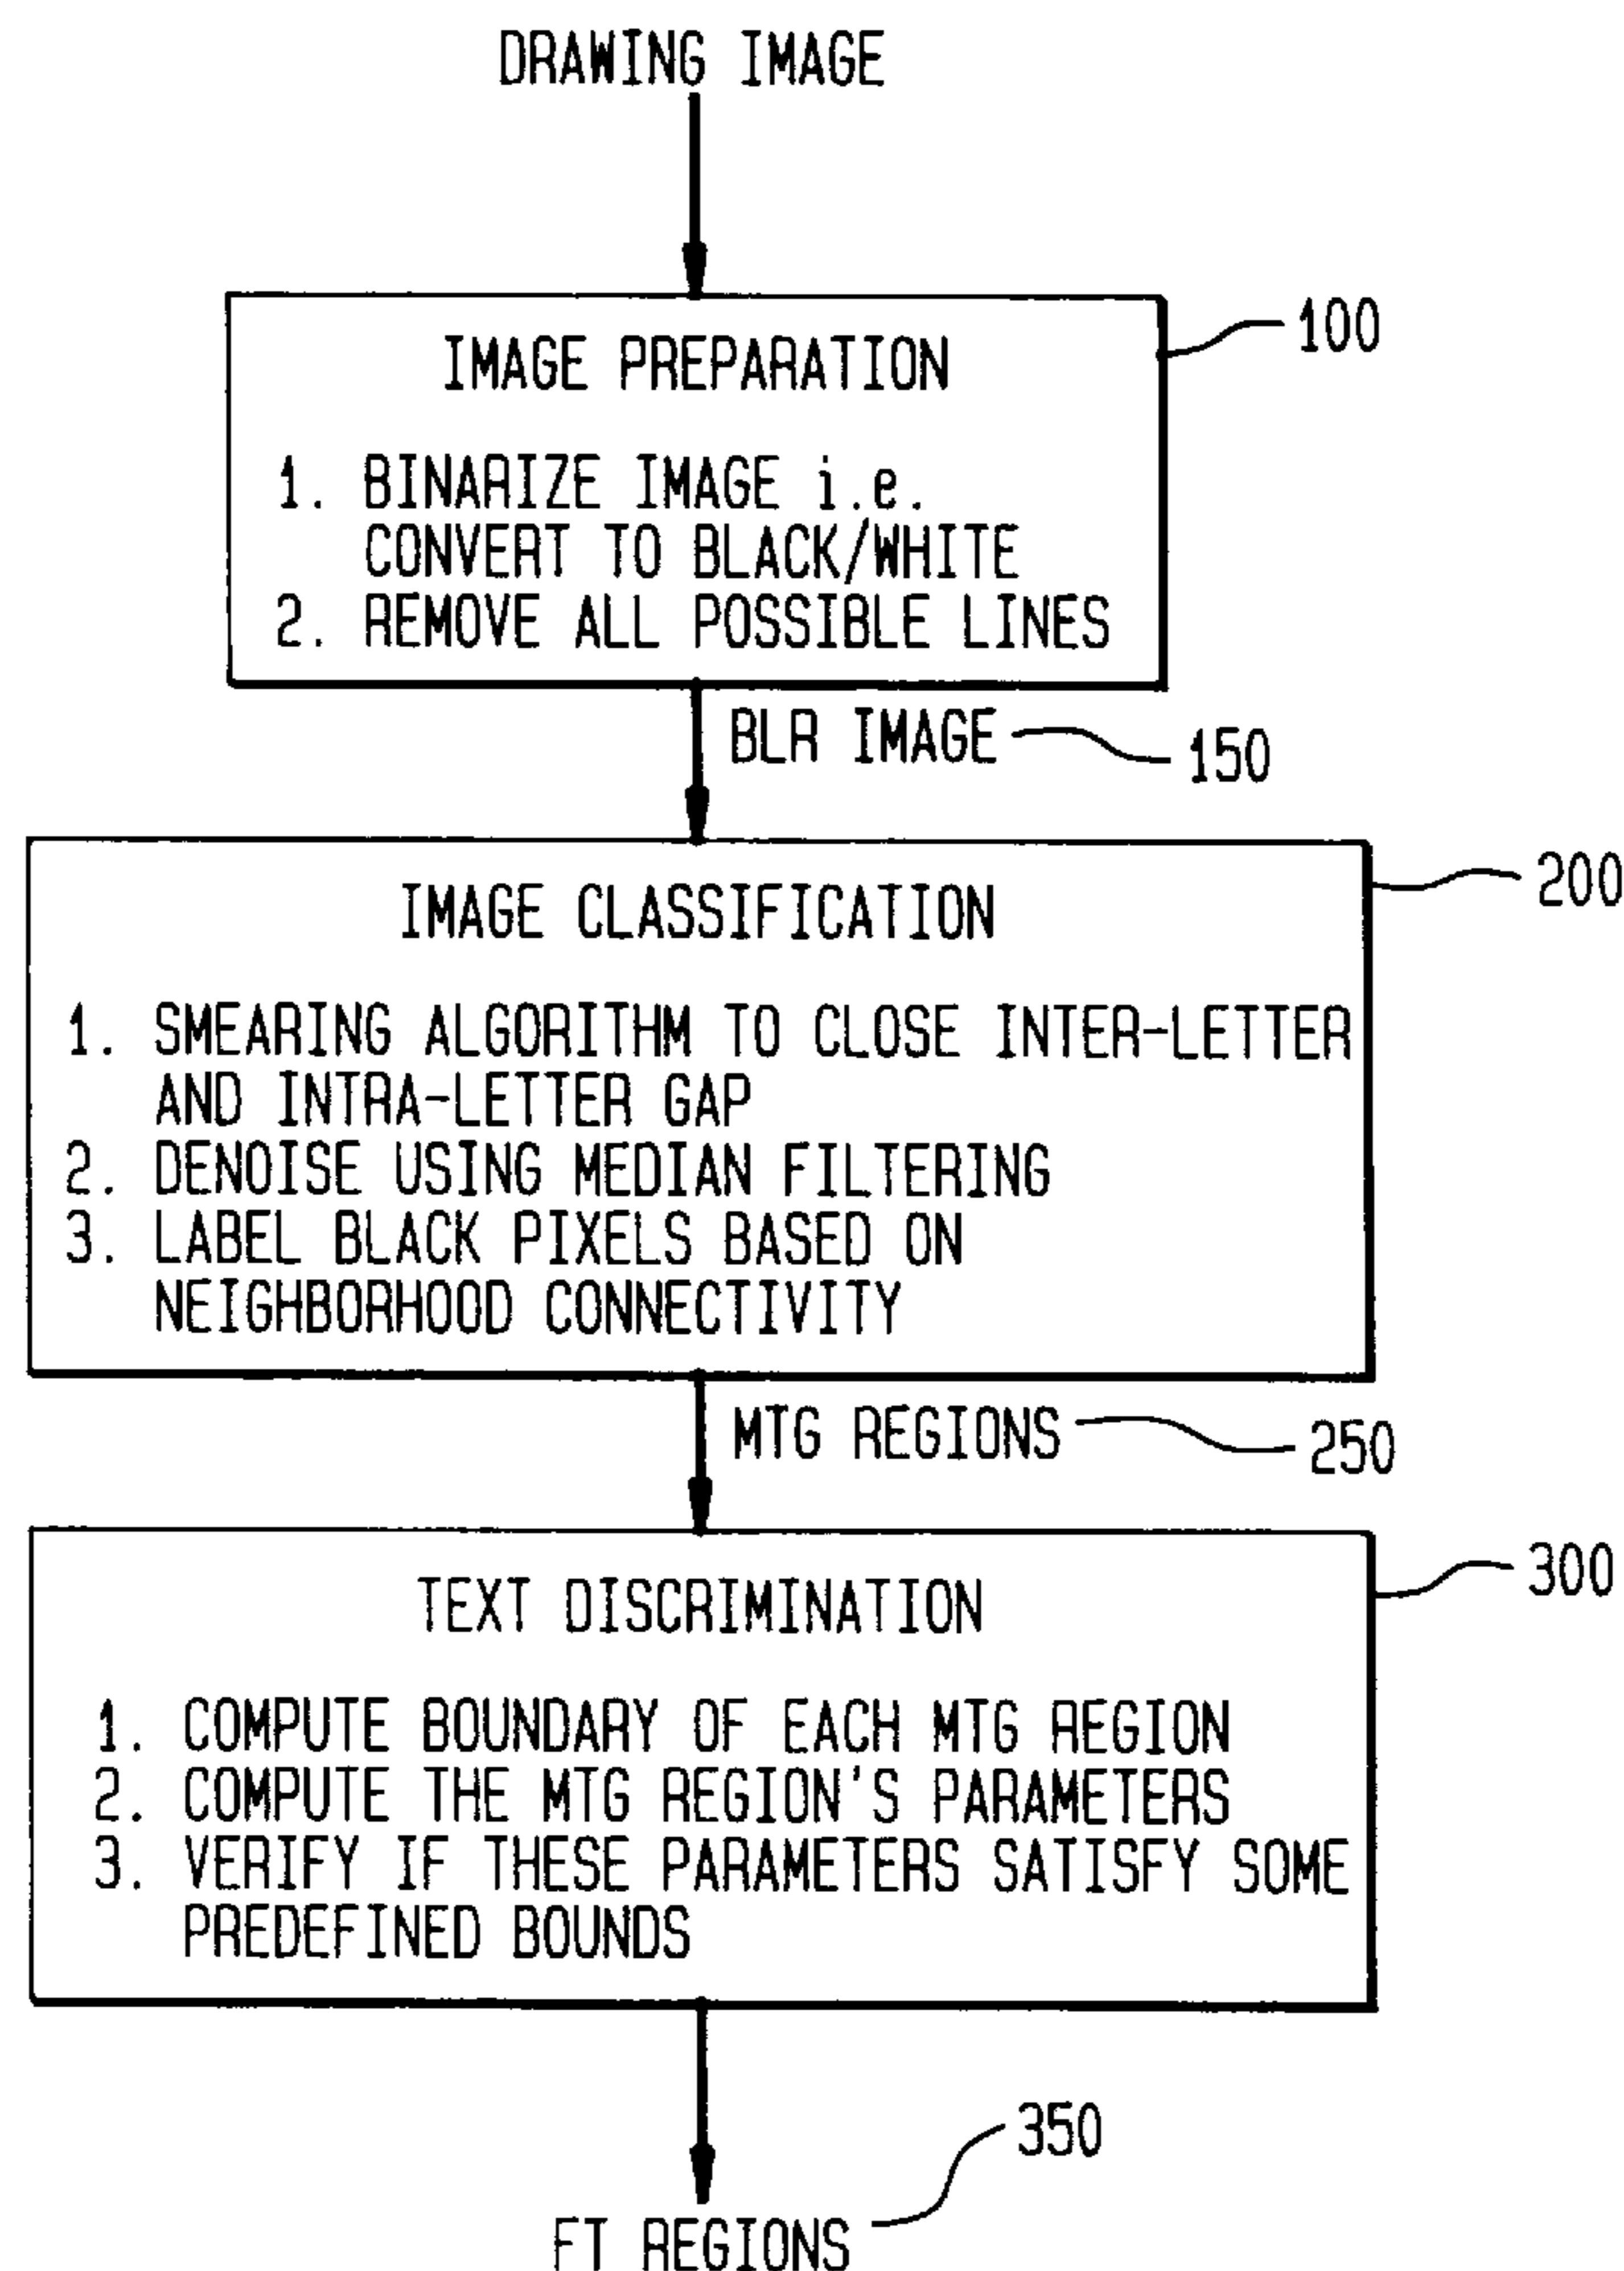 DRAWING IMAGE
IMAGE PREPARATION
100
1. BINARIZE IMAGE i.e.
CONVERT TO BLACK/WHITE
2. REMOVE ALL POSSIBLE LINES
BLR IMAGE
150
IMAGE CLASSIFICATION
200
1. SMEARING ALGORITHM TO CLOSE INTER-LETTER
AND INTRA-LETTER GAP
2. DENOISE USING MEDIAN FILTERING
3. LABEL BLACK PIXELS BASED ON
NEIGHBORHOOD CONNECTIVITY
MTG REGIONS
250
TEXT DISCRIMINATION
300
1. COMPUTE BOUNDARY OF EACH MTG REGION
2. COMPUTE THE MTG REGION'S PARAMETERS
3. VERIFY IF THESE PARAMETERS SATISFY SOME
PREDEFINED BOUNDS
350
FT REGIONS